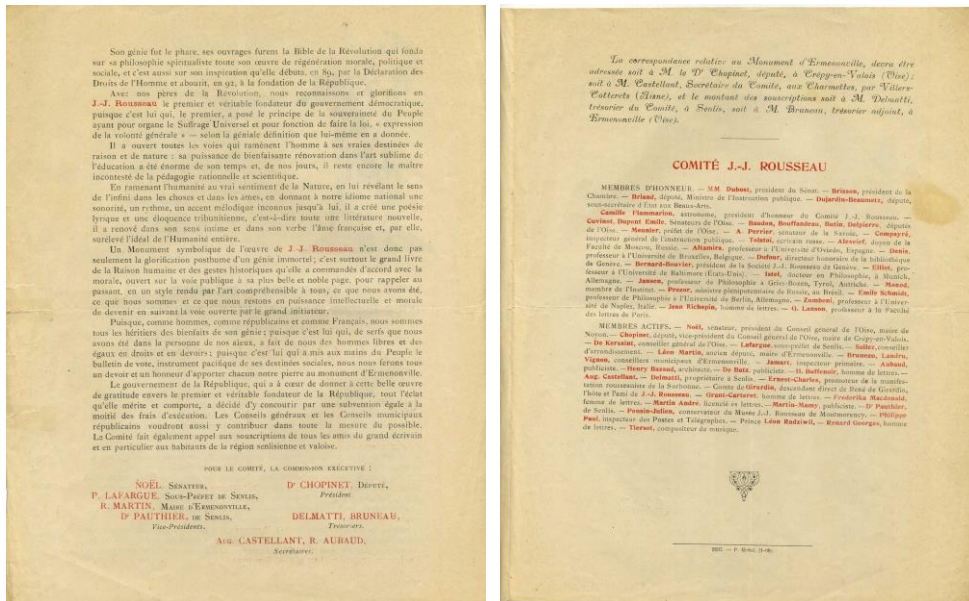 Son génie fut le phare, ses ouvrages furent la Bible de la Révolution qui fonda
sur sa philosophie spiritualiste toute son œuvre de régénération morale, politique et
sociale, et c'est aussi sur son inspiration qu'elle débuta, en 89, par la Déclaration des
Droits de l'Homme et aboutit, en 92, à la fondation de la République.
Avec nos pères de la Révolution, nous reconnaissons et glorifions en
J.-J. Rousseau le premier et véritable fondateur du gouvernement démocratique,
puisque c'est lui qui, le premier, a posé le principe de la souveraineté du Peuple
ayant pour organe le Suffrage Universel et pour fonction de faire la loi, « expression
de la volonté générale » — selon la géniale définition que lui-même en a donnée.
Il a ouvert toutes les voies qui ramènent l'homme à ses vraies destinées de
raison et de nature : sa puissance de bienfaisante rénovation dans l'art sublime de
l'éducation a été énorme de son temps et, de nos jours, il reste encore le maître
incontesté de la pédagogie rationnelle et scientifique.
En ramenant l'humanité au vrai sentiment de la Nature, en lui révélant le sens
de l'infini dans les choses et dans les âmes, en donnant à notre idiome national une
sonorité, un rythme, un accent mélodique inconnus jusqu'à lui, il a créé une poésie
lyrique et une éloquence tribunitienne, c'est-à-dire toute une littérature nouvelle,
il a rénové dans son sens intime et dans son verbe l'âme française et, par elle,
surélevé l'idéal de l'Humanité entière.
Un Monument symbolique de l'œuvre de J.-J. Rousseau n'est donc pas
seulement la glorification posthume d'un génie immortel ; c'est surtout le grand livre
de la Raison humaine et des gestes historiques qu'elle a commandés d'accord avec la
morale, ouvert sur la voie publique à sa plus belle et noble page, pour rappeler au
passant, en un style rendu par l'art compréhensible à tous, ce que nous avons été,
ce que nous sommes et ce que nous restons en puissance intellectuelle et morale
de devenir en suivant la voie ouverte par le grand initiateur.
Puisque, comme hommes, comme républicains et comme Français, nous sommes
tous les héritiers des bienfaits de son génie ; puisque c'est lui qui, de serfs que nous
avons été dans la personne de nos aïeux, a fait de nous des hommes libres et des
égaux en droits et en devoirs ; puisque c'est lui qui a mis aux mains du Peuple le
bulletin de vote, instrument pacifique de ses destinées sociales, nous nous ferons tous
un devoir et un honneur d'apporter chacun notre pierre au monument d'Ermenonville.
Le gouvernement de la République, qui a à cœur de donner à cette belle œuvre
de gratitude envers le premier et véritable fondateur de la République, tout l'éclat
qu'elle mérite et comporte, a décidé d'y concourir par une subvention égale à la
moitié des frais d'exécution. Les Conseils généraux et les Conseils municipaux
républicains voudront aussi y contribuer dans toute la mesure du possible.
Le Comité fait également appel aux souscriptions de tous les amis du grand écrivain
et en particulier aux habitants de la région senlisienne et valoise.
POUR LE COMITÉ, LA COMMISSION EXÉCUTIVE :
NOËL, Sénateur,
P. LAFARGUE, Sous-Préfet de Senlis,
R. MARTIN, Maire d'Ermenonville,
Dr PAUTHIER, de Senlis,
Vice-Présidents.
Dr CHOPINET, Député,
Président
DELMATTI, BRUNEAU,
Trésoriers.
Aug. CASTELLANT, R. AUBAUD,
Secrétaires.
La correspondance relative au Monument d'Ermenonville, devra être
adressée soit à M. le Dr Chopinet, député, à Crépy-en-Valois (Oise) ;
soit à M. Castellant, Secrétaire du Comité, aux Charmettes, par Villers-
Cotterets (Aisne), et le montant des souscriptions soit à M. Delmatti,
trésorier du Comité, à Senlis, soit à M. Bruneau, trésorier adjoint, à
Ermenonville (Oise).
COMITÉ J.-J. ROUSSEAU
MEMBRES D'HONNEUR. — MM. Dubost, président du Sénat. — Brisson, président de la
Chambre. — Briand, député, Ministre de l'Instruction publique. — Dujardin-Beaumetz, député,
sous-secrétaire d'État aux Beaux-Arts.
Camille Flammarion, astronome, président d'honneur du Comité J.-J. Rousseau. —
Cuvinot, Dupont Emile, Sénateurs de l'Oise. — Baudon, Bouffandeau, Butin, Delpierre, députés
de l'Oise. — Meunier, préfet de l'Oise. — A. Perrier, sénateur de la Savoie, — Compayré,
inspecteur général de l'instruction publique. — Tolstoï, écrivain russe. — Alexeief, doyen de la
Faculté de Moscou, Russie. — Altamira, professeur à l'Université d'Oviédo, Espagne. — Denis,
professeur à l'Université de Bruxelles, Belgique. — Dufour, directeur honoraire de la bibliothèque
de Genève. — Bernard-Bouvier, président de la Société J.-J. Rousseau de Genève. — Elliot, pro-
fesseur à l'Université de Baltimore (États-Unis). — Istel, docteur en Philosophie, à Munich,
Allemagne. — Jansen, professeur de Philosophie à Gries-Bozen, Tyrol, Autriche. — Monod,
membre de l'Institut. — Prozor, ministre plénipotentiaire de Russie, au Brésil. — Emile Schmidt,
professeur de Philosophie à l'Université de Berlin, Allemagne. — Zumbini, professeur à l'Univer-
sité de Naples, Italie. — Jean Richepin, homme de lettres. — G. Lanson, professeur à la Faculté
des lettres de Paris.
MEMBRES ACTIFS. — Noël, sénateur, président du Conseil général de l'Oise, maire de
Noyon. — Chopinet, député, vice-président du Conseil général de l'Oise, maire de Crépy-en-Valois.
— De Kersaint, conseiller général de l'Oise. — Lafargue, sous-préfet de Senlis. — Sailez, conseiller
d'arrondissement. — Léon Martin, ancien député, maire d'Ermenonville. — Bruneau, Landru,
Vignon, conseillers municipaux d'Ermenonville. — Jamart, inspecteur primaire. — Aubaud,
publiciste. — Henry Bazaud, architecte. — De Batz, publiciste. — H. Buffenoir, homme de lettres. —
Aug. Castellant. — Delmatti, propriétaire à Senlis. — Ernest-Charles, promoteur de la manifes-
tation rousseauiste de la Sorbonne. — Comte de Girardin, descendant direct de René de Girardin,
l'hôte et l'ami de J.-J. Rousseau. — Grant-Carteret, homme de lettres. — Frederika Macdonald,
femme de lettres. — Martin André, licencié ès lettres. — Martin-Mamy, publiciste. — Dr Pauthier,
de Senlis. — Ponsin-Julien, conservateur du Musée J.-J. Rousseau de Montmorency. — Philippe
Paul, inspecteur des Postes et Télégraphes. — Prince Léon Radziwill, — Renard Georges, homme
de lettres. — Tiersot, compositeur de musique.